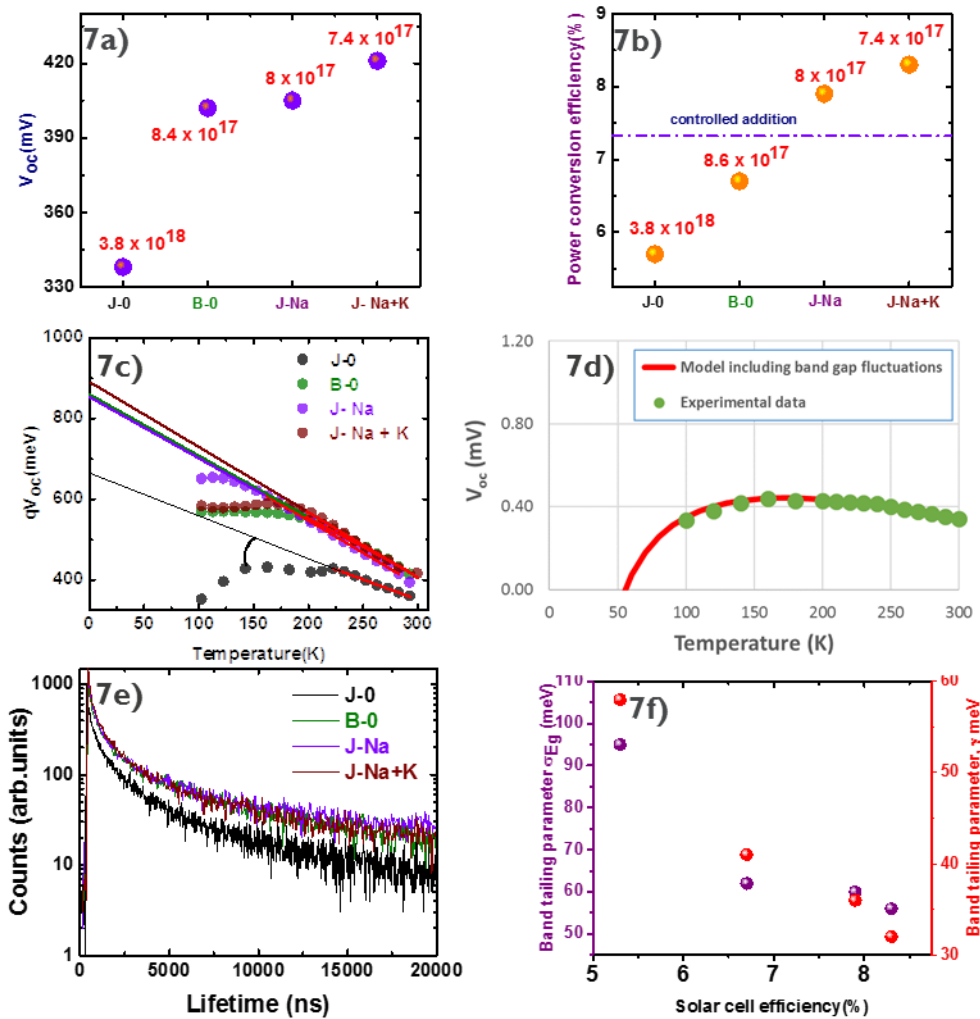 7a)
7.4 x 10^17
8 x 10^17
8.4 x 10^17
3.8 x 10^18
V_OC(mV)
420
390
360
330
J-0
B-0
J-Na
J- Na+K
7b)
7.4 x 10^17
8 x 10^17
controlled addition
8.6 x 10^17
3.8 x 10^18
Power conversion efficiency(%)
9
8
7
6
J-0
B-0
J-Na
J-Na+K
7c)
J-0
B-0
J- Na
J- Na + K
qV_oc(meV)
1000
800
600
400
0
50
100
150
200
250
300
Temperature(K)
7d)
Model including band gap fluctuations
Experimental data
V_oc (mV)
1.20
0.80
0.40
0.00
0
50
100
150
200
250
300
Temperature (K)
7e)
J-0
B-0
J-Na
J-Na+K
Counts (arb.units)
1000
100
10
1
0
5000
10000
15000
20000
Lifetime (ns)
7f)
Band tailing parameter σEg (meV)
110
100
90
80
70
60
50
Band tailing parameter, γ meV
60
50
40
30
5
6
7
8
Solar cell efficiency(%)